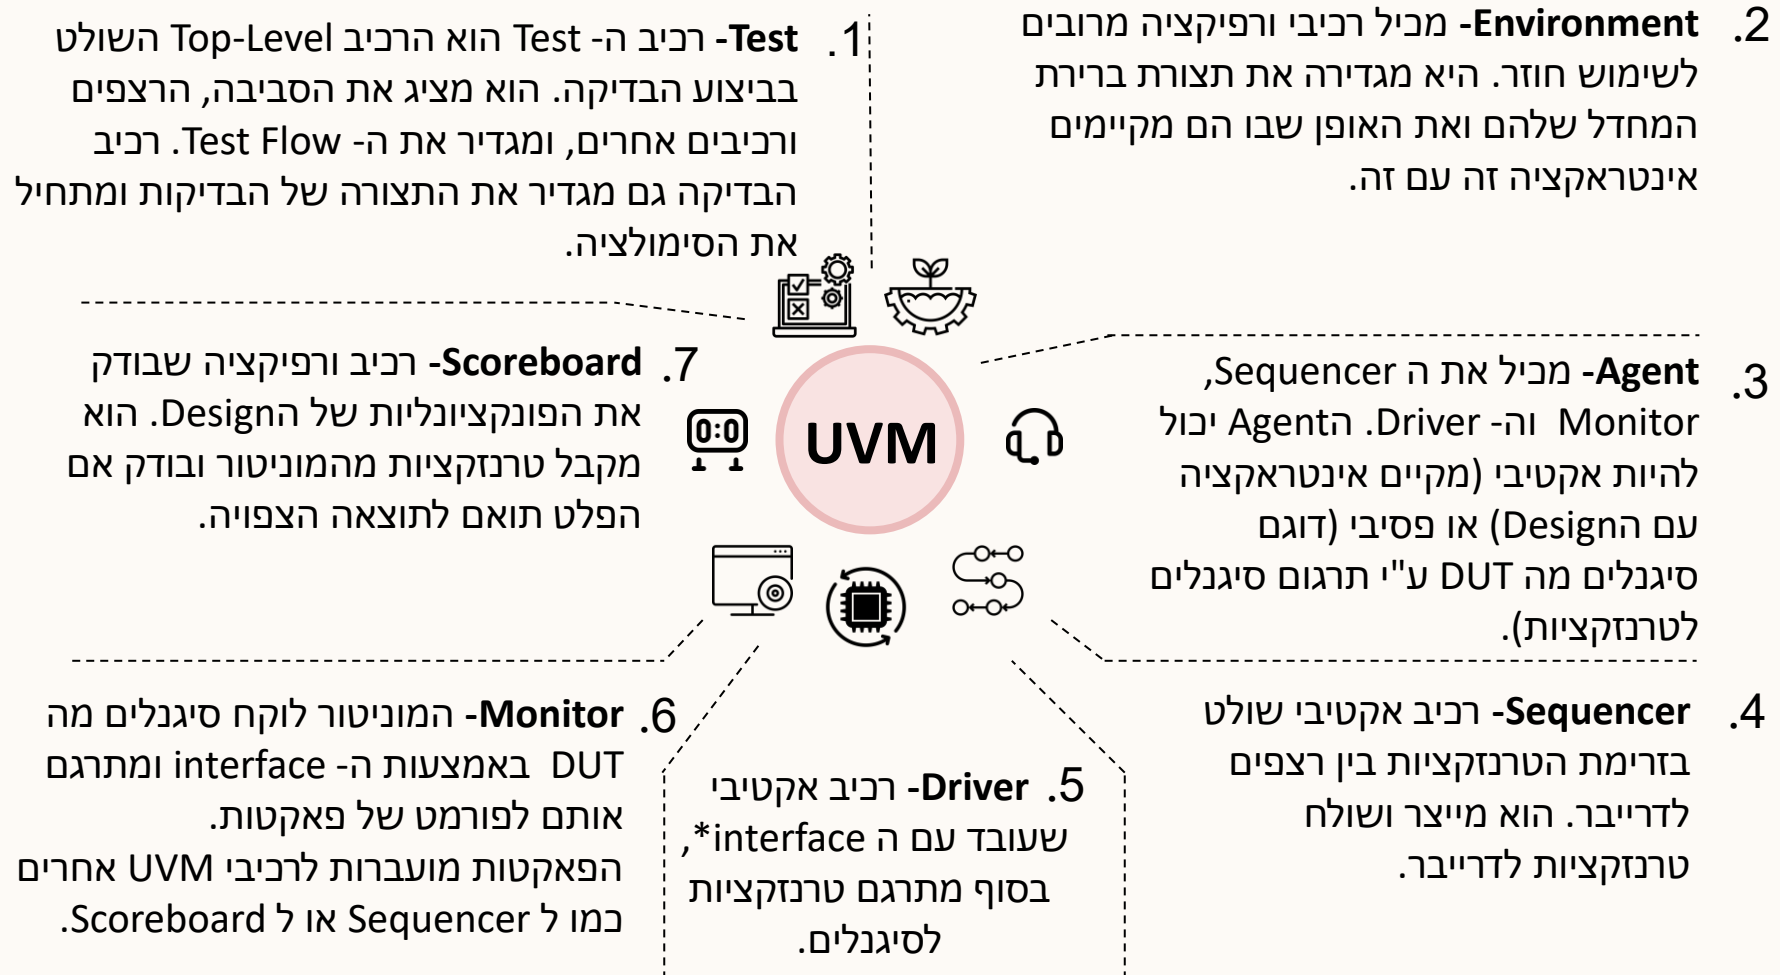 1. Test- רכיב ה- Test הוא הרכיב Top-Level השולט
בביצוע הבדיקה. הוא מציג את הסביבה, הרצפים
ורכיבים אחרים, ומגדיר את ה- Test Flow. רכיב
הבדיקה גם מגדיר את התצורה של הבדיקות ומתחיל
את הסימולציה.
2. Environment- מכיל רכיבי ורפיקציה מרובים
לשימוש חוזר. היא מגדירה את תצורת ברירת
המחדל שלהם ואת האופן שבו הם מקיימים
אינטראקציה זה עם זה.
3. Agent- מכיל את ה Sequencer,
Monitor וה- Driver. הAgent יכול
להיות אקטיבי (מקיים אינטראקציה
עם הDesign) או פסיבי (דוגם
סיגנלים מה DUT ע"י תרגום סיגנלים
לטרנזקציות).
4. Sequencer- רכיב אקטיבי שולט
בזרימת הטרנזקציות בין רצפים
לדרייבר. הוא מייצר ושולח
טרנזקציות לדרייבר.
5. Driver- רכיב אקטיבי
שעובד עם ה interface*,
בסוף מתרגם טרנזקציות
לסיגנלים.
6. Monitor- המוניטור לוקח סיגנלים מה
DUT באמצעות ה- interface ומתרגם
אותם לפורמט של פאקטות.
הפאקטות מועברות לרכיבי UVM אחרים
כמו ל Sequencer או ל Scoreboard.
7. Scoreboard- רכיב ורפיקציה שבודק
את הפונקציונליות של הDesign. הוא
מקבל טרנזקציות מהמוניטור ובודק אם
הפלט תואם לתוצאה הצפויה.
0:0
UVM